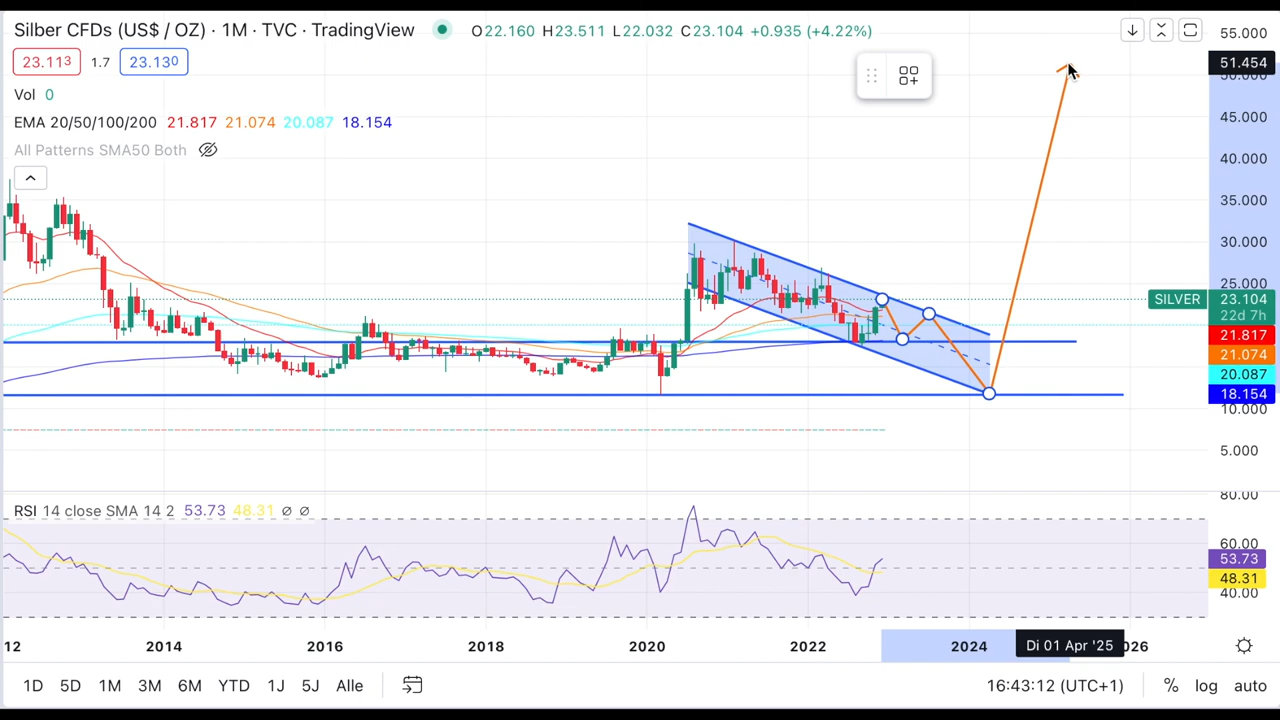 Silber CFDs (US$ / OZ) · 1M · TVC · TradingView
O22.160 H23.511 L22.032 C23.104 +0.935 (+4.22%)
23.113 1.7 23.130
Vol 0
EMA 20/50/100/200 21.817 21.074 20.087 18.154
All Patterns SMA50 Both
55.000
51.454
50.000
45.000
40.000
35.000
30.000
25.000
SILVER 23.104
22d 7h
21.817
21.074
20.087
18.154
10.000
5.000
RSI 14 close SMA 14 2 53.73 48.31 ∅ ∅
80.00
60.00
53.73
48.31
40.00
12 2014 2016 2018 2020 2022 2024 Di 01 Apr '25 026
1D 5D 1M 3M 6M YTD 1J 5J Alle 16:43:12 (UTC+1) % log auto